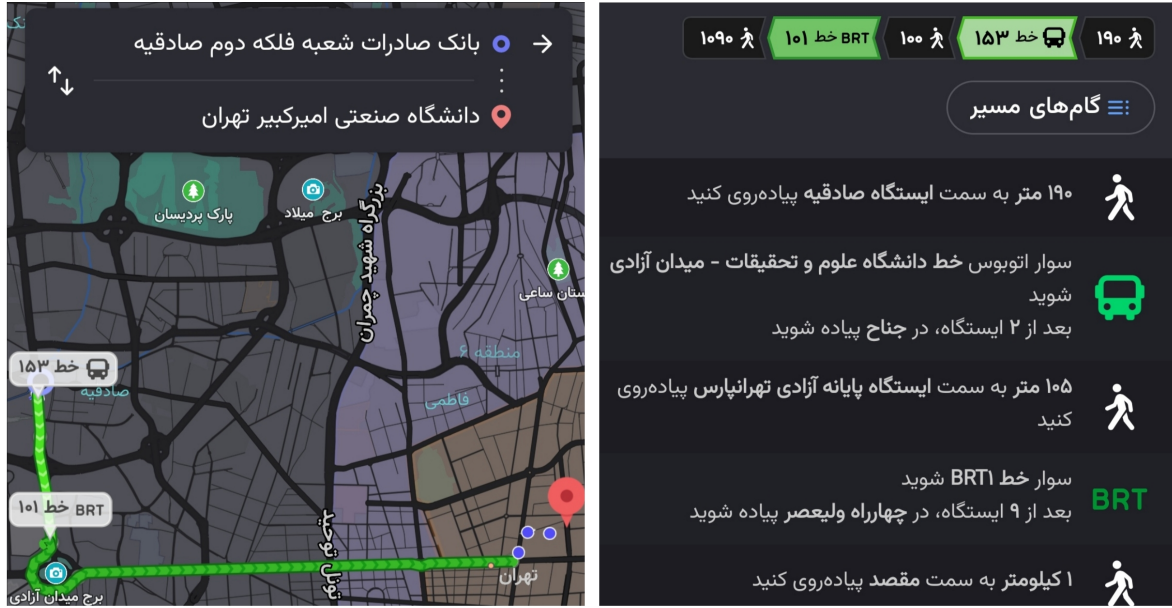 بانک صادرات شعبه فلکه دوم صادقیه
دانشگاه صنعتی امیرکبیر تهران
پارک پردیسان
برج میلاد
بزرگراه شهید چمران
ستان ساعی
منطقه ۶
خط ۱۵۳
صادقیه
فاطمی
BRT خط ۱۰۱
تونل توحید
تهران
برج میدان آزادی
۱۹۰
خط ۱۵۳
۱۰۰
BRT خط ۱۰۱
۱۰۹۰
گام‌های مسیر
۱۹۰ متر به سمت ایستگاه صادقیه پیاده‌روی کنید
سوار اتوبوس خط دانشگاه علوم و تحقیقات - میدان آزادی
شوید
بعد از ۲ ایستگاه، در جناح پیاده شوید
۱۰۵ متر به سمت ایستگاه پایانه آزادی تهرانپارس پیاده‌روی
کنید
سوار خط BRT۱ شوید
بعد از ۹ ایستگاه، در چهارراه ولیعصر پیاده شوید
BRT
۱ کیلومتر به سمت مقصد پیاده‌روی کنید